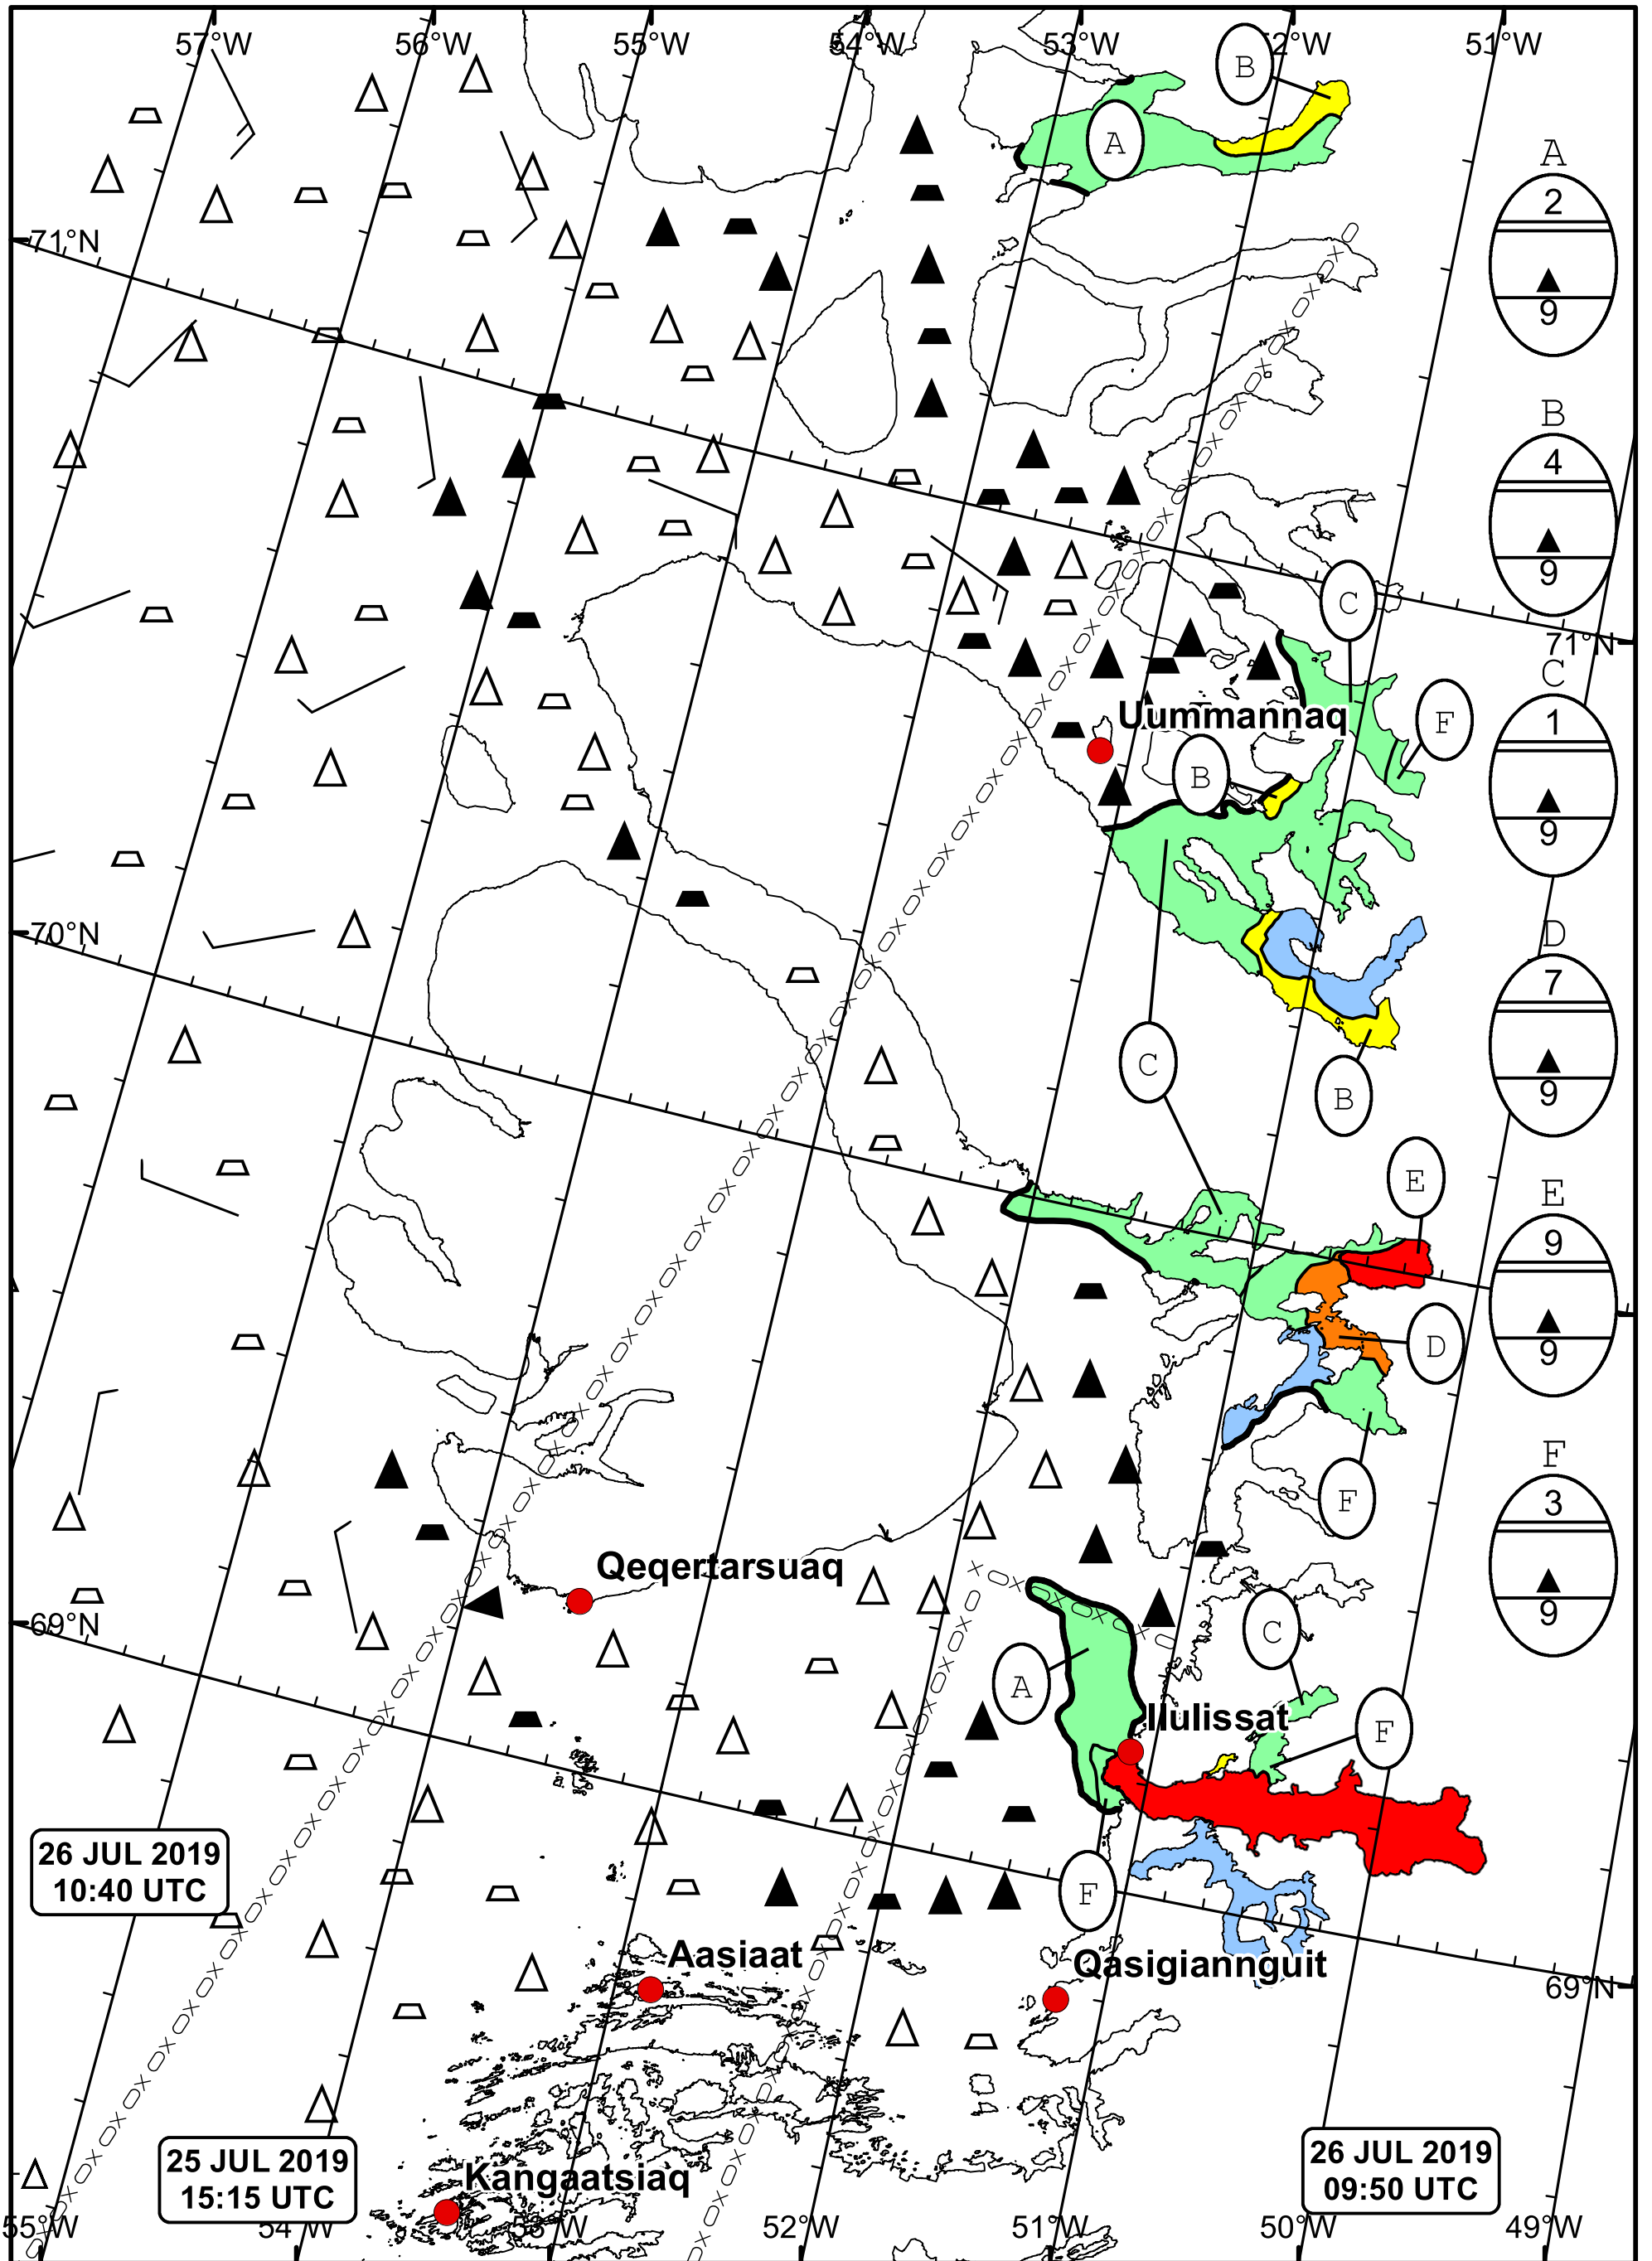 57°W
56°W
55°W
54°W
53°W
52°W
51°W
B
A
A
2
9
71°N
B
4
9
C
71°N
C
1
9
F
Uummannaq
B
70°N
D
7
9
C
B
E
E
9
9
D
F
F
3
9
Qeqertarsuaq
69°N
C
A
Ilulissat
F
26 JUL 2019
10:40 UTC
F
Aasiaat
Qasigiannguit
69°N
25 JUL 2019
15:15 UTC
Kangaatsiaq
26 JUL 2019
09:50 UTC
55°W
54°W
53°W
52°W
51°W
50°W
49°W